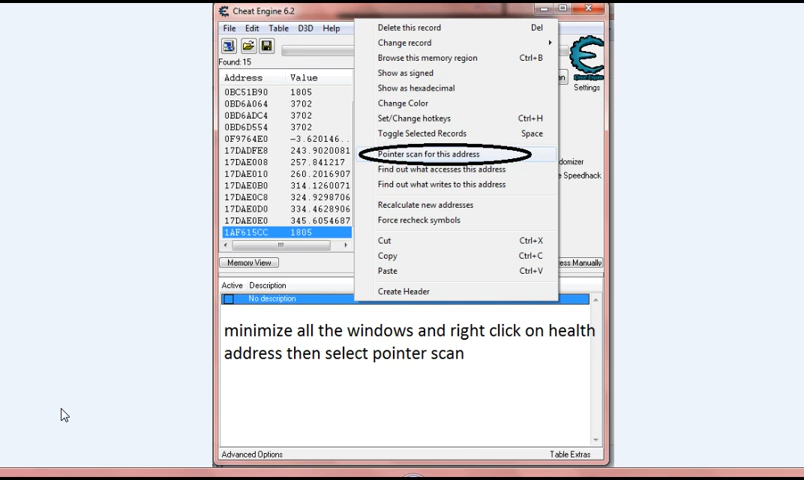 Cheat Engine 6.2
File Edit Table D3D Help
Found: 15
Address Value
0BC51B90 1805
0BD6A064 3702
0BD6ADC4 3702
0BD6D554 3702
0F9764E0 -3.620146...
17DADFE8 243.9020081
17DAE008 257.841217
17DAE010 260.2016907
17DAE0B0 314.1260071
17DAE0C8 324.9298706
17DAE0D0 334.4628906
17DAE0E0 345.6054687
1AF615CC 1805
Memory View
Delete this record Del
Change record
Browse this memory region Ctrl+B
Show as signed
Show as hexadecimal
Change Color
Set/Change hotkeys Ctrl+H
Toggle Selected Records Space
Pointer scan for this address
Find out what accesses this address
Find out what writes to this address
Recalculate new addresses
Force recheck symbols
Cut Ctrl+X
Copy Ctrl+C
Paste Ctrl+V
Create Header
Settings
Speedhack
Manually
Active Description
No description
minimize all the windows and right click on health
address then select pointer scan
Advanced Options Table Extras